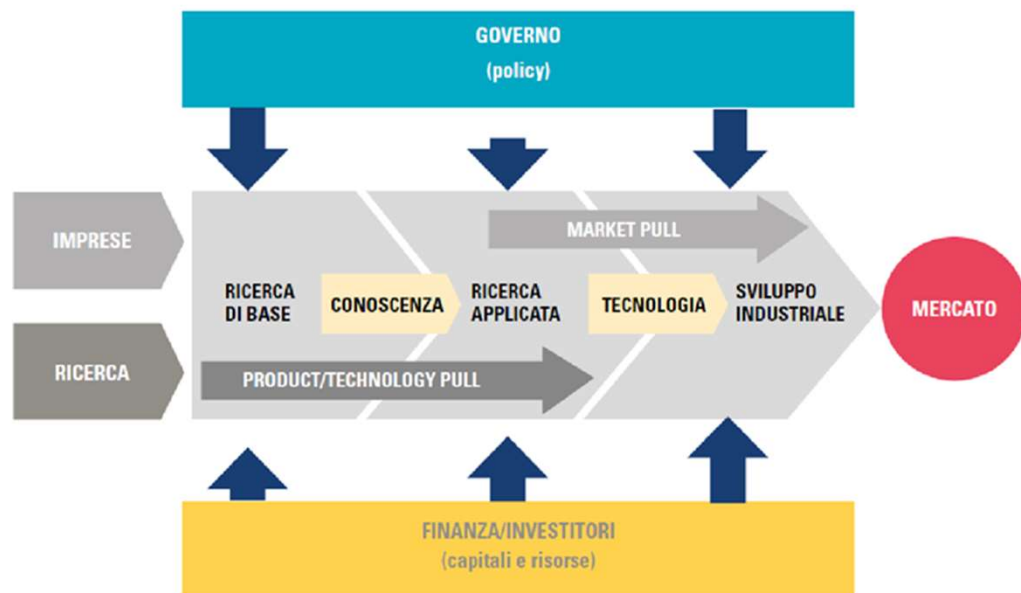 GOVERNO
(policy)
IMPRESE
MARKET PULL
RICERCA
DI BASE
CONOSCENZA
RICERCA
APPLICATA
TECNOLOGIA
SVILUPPO
INDUSTRIALE
MERCATO
RICERCA
PRODUCT/TECHNOLOGY PULL
FINANZA/INVESTITORI
(capitali e risorse)